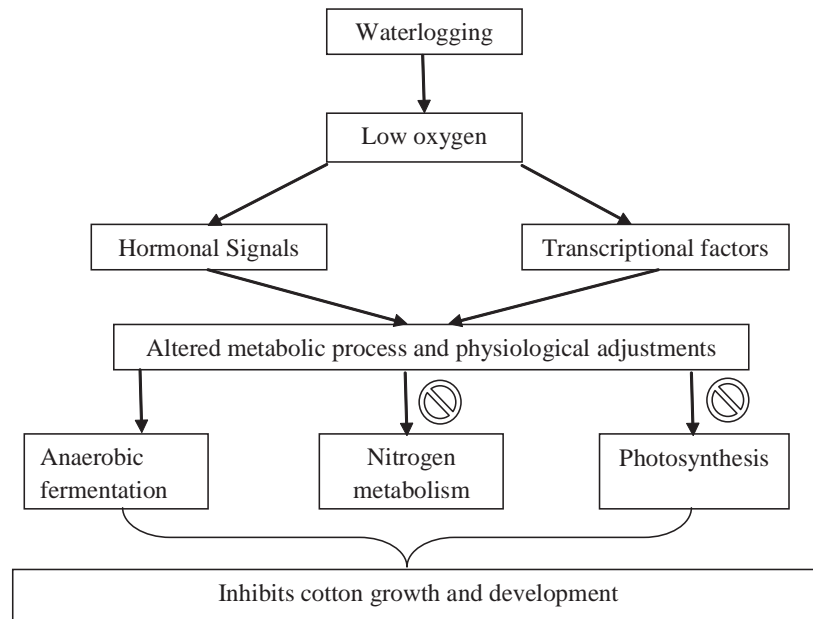 Waterlogging
Low oxygen
Hormonal Signals
Transcriptional factors
Altered metabolic process and physiological adjustments
Anaerobic
fermentation
Nitrogen
metabolism
Photosynthesis
Inhibits cotton growth and development